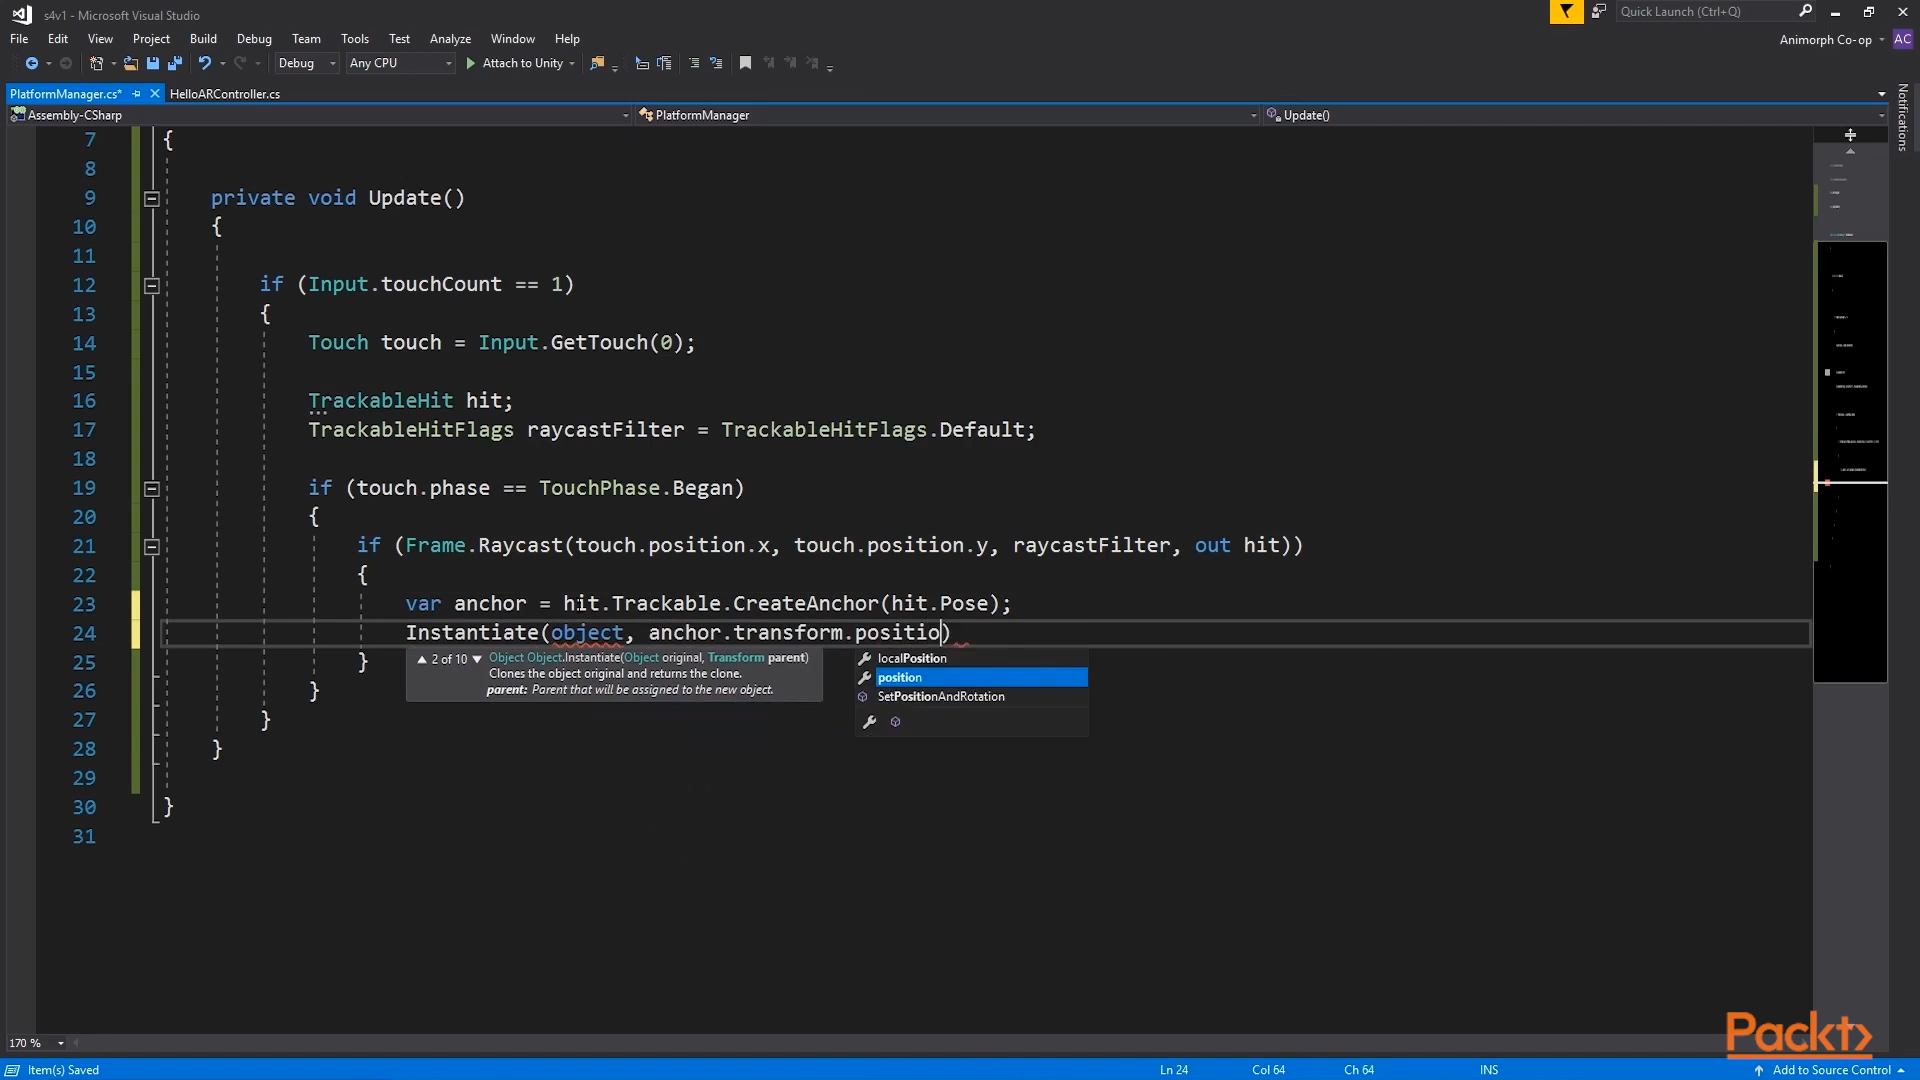 s4v1 - Microsoft Visual Studio
Quick Launch (Ctrl+Q)
File Edit View Project Build Debug Team Tools Test Analyze Window Help
Animorph Co-op AC
Debug Any CPU Attach to Unity
PlatformManager.cs* HelloARController.cs
Notifications
Assembly-CSharp PlatformManager Update()
7 {
8
9 private void Update()
10 {
11
12 if (Input.touchCount == 1)
13 {
14 Touch touch = Input.GetTouch(0);
15
16 TrackableHit hit;
17 TrackableHitFlags raycastFilter = TrackableHitFlags.Default;
18
19 if (touch.phase == TouchPhase.Began)
20 {
21 if (Frame.Raycast(touch.position.x, touch.position.y, raycastFilter, out hit))
22 {
23 var anchor = hit.Trackable.CreateAnchor(hit.Pose);
24 Instantiate(object, anchor.transform.positio)
25 }
▲ 2 of 10 ▼ Object Object.Instantiate(Object original, Transform parent)
Clones the object original and returns the clone.
parent: Parent that will be assigned to the new object.
localPosition
position
SetPositionAndRotation
26 }
27 }
28 }
29
30 }
31
170 %
Packt>
Item(s) Saved Ln 24 Col 64 Ch 64 INS Add to Source Control